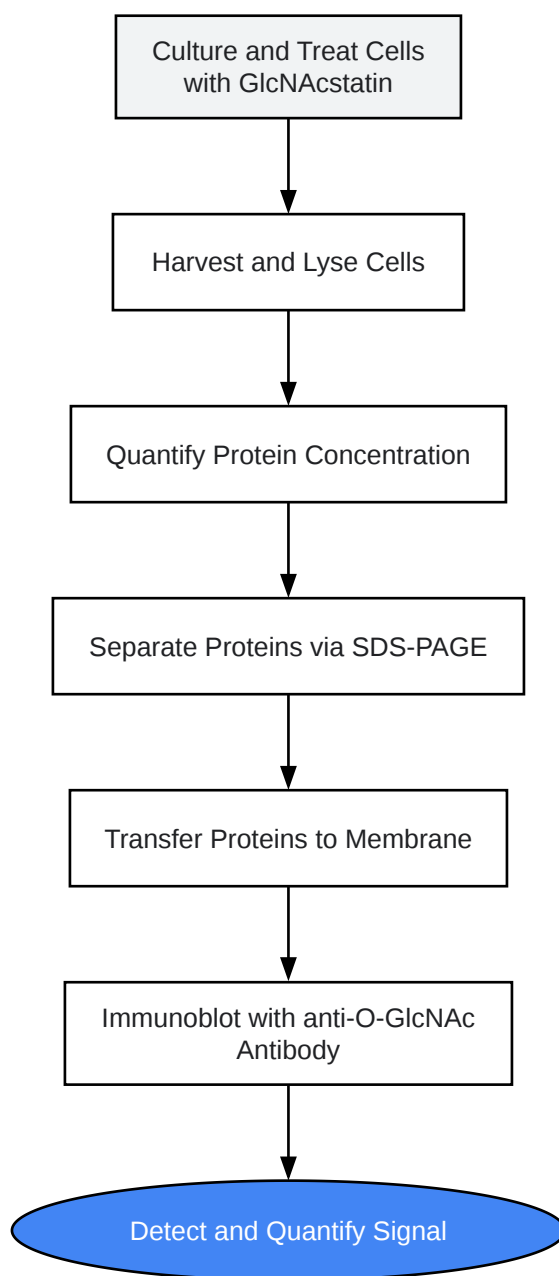 Culture and Treat Cells
with GlcNAcstatin
Harvest and Lyse Cells
Quantify Protein Concentration
Separate Proteins via SDS-PAGE
Transfer Proteins to Membrane
Immunoblot with anti-O-GlcNAc
Antibody
Detect and Quantify Signal